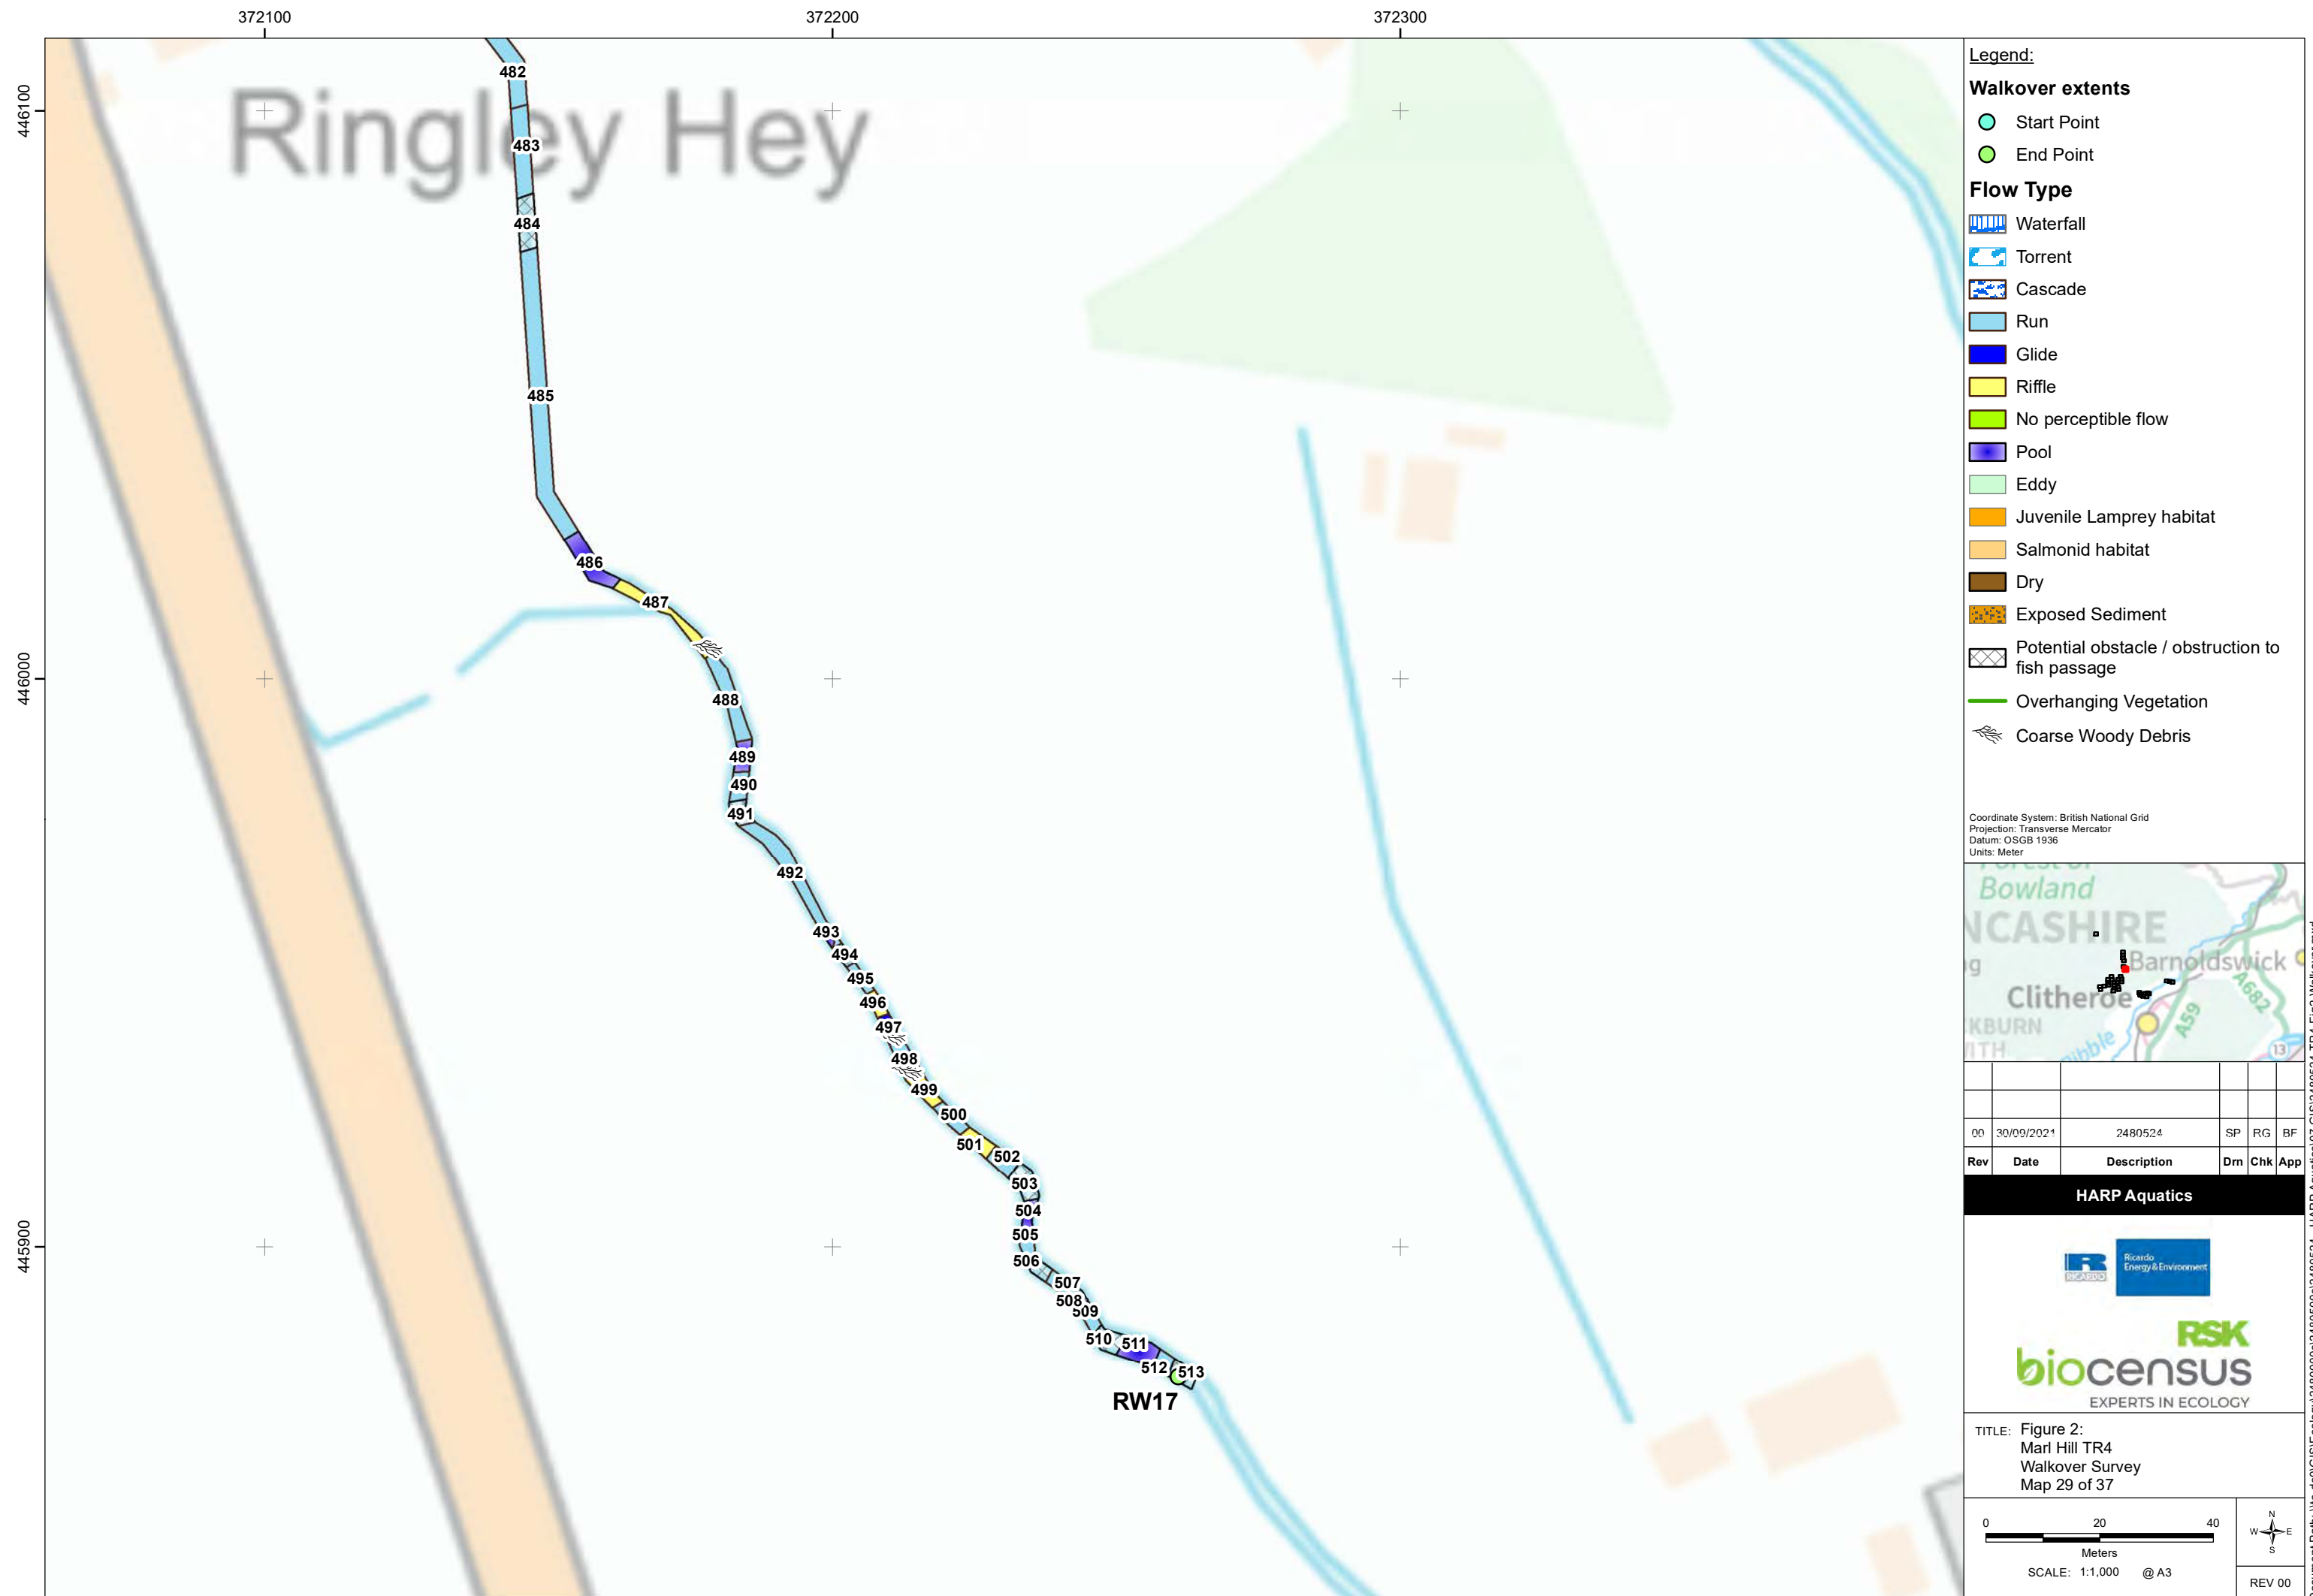 372100
372200
372300
446100
446000
445900
Ringley Hey
482
483
484
485
486
487
488
489
490
491
492
493
494
495
496
497
498
499
500
501
502
503
504
505
506
507
508
509
510
511
512
513
RW17
Legend:
Walkover extents
Start Point
End Point
Flow Type
Waterfall
Torrent
Cascade
Run
Glide
Riffle
No perceptible flow
Pool
Eddy
Juvenile Lamprey habitat
Salmonid habitat
Dry
Exposed Sediment
Potential obstacle / obstruction to
fish passage
Overhanging Vegetation
Coarse Woody Debris
Coordinate System: British National Grid
Projection: Transverse Mercator
Datum: OSGB 1936
Units: Meter
Forest of
Bowland
NCASHIRE
Barnoldswick
Clitheroe
KBURN
ITH
Ribble
A59
A682
13
00 30/09/2021 2480524 SP RG BF
Rev Date Description Drn Chk App
HARP Aquatics
R
RICARDO
Ricardo
Energy & Environment
RSK
biocensus
EXPERTS IN ECOLOGY
TITLE: Figure 2:
Marl Hill TR4
Walkover Survey
Map 29 of 37
0 20 40
Meters
SCALE: 1:1,000 @ A3
N
W E
S
REV 00